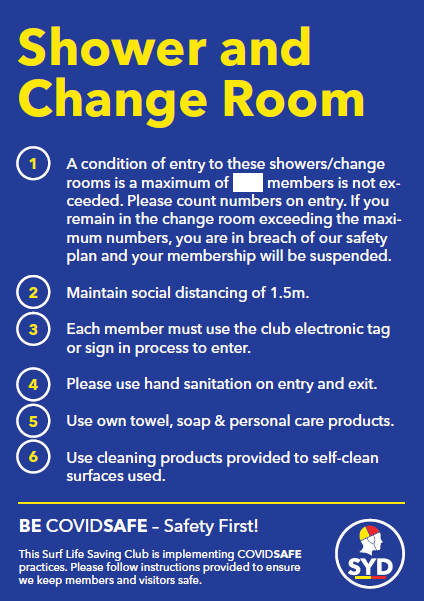 Shower and
Change Room
1
A condition of entry to these showers/change
rooms is a maximum of members is not ex-
ceeded. Please count numbers on entry. If you
remain in the change room exceeding the maxi-
mum numbers, you are in breach of our safety
plan and your membership will be suspended.
2
Maintain social distancing of 1.5m.
3
Each member must use the club electronic tag
or sign in process to enter.
4
Please use hand sanitation on entry and exit.
5
Use own towel, soap & personal care products.
6
Use cleaning products provided to self-clean
surfaces used.
BE COVIDSAFE – Safety First!
This Surf Life Saving Club is implementing COVIDSAFE
practices. Please follow instructions provided to ensure
we keep members and visitors safe.
SYD